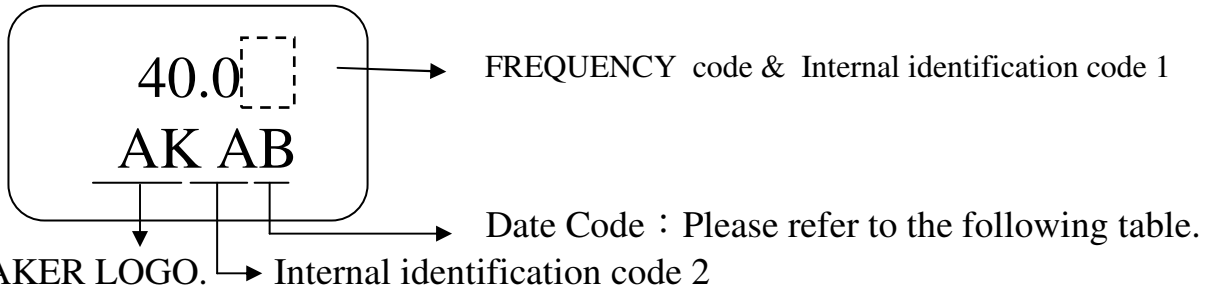 40.0
FREQUENCY code & Internal identification code 1
AK AB
Date Code：Please refer to the following table.
AKER LOGO.
Internal identification code 2